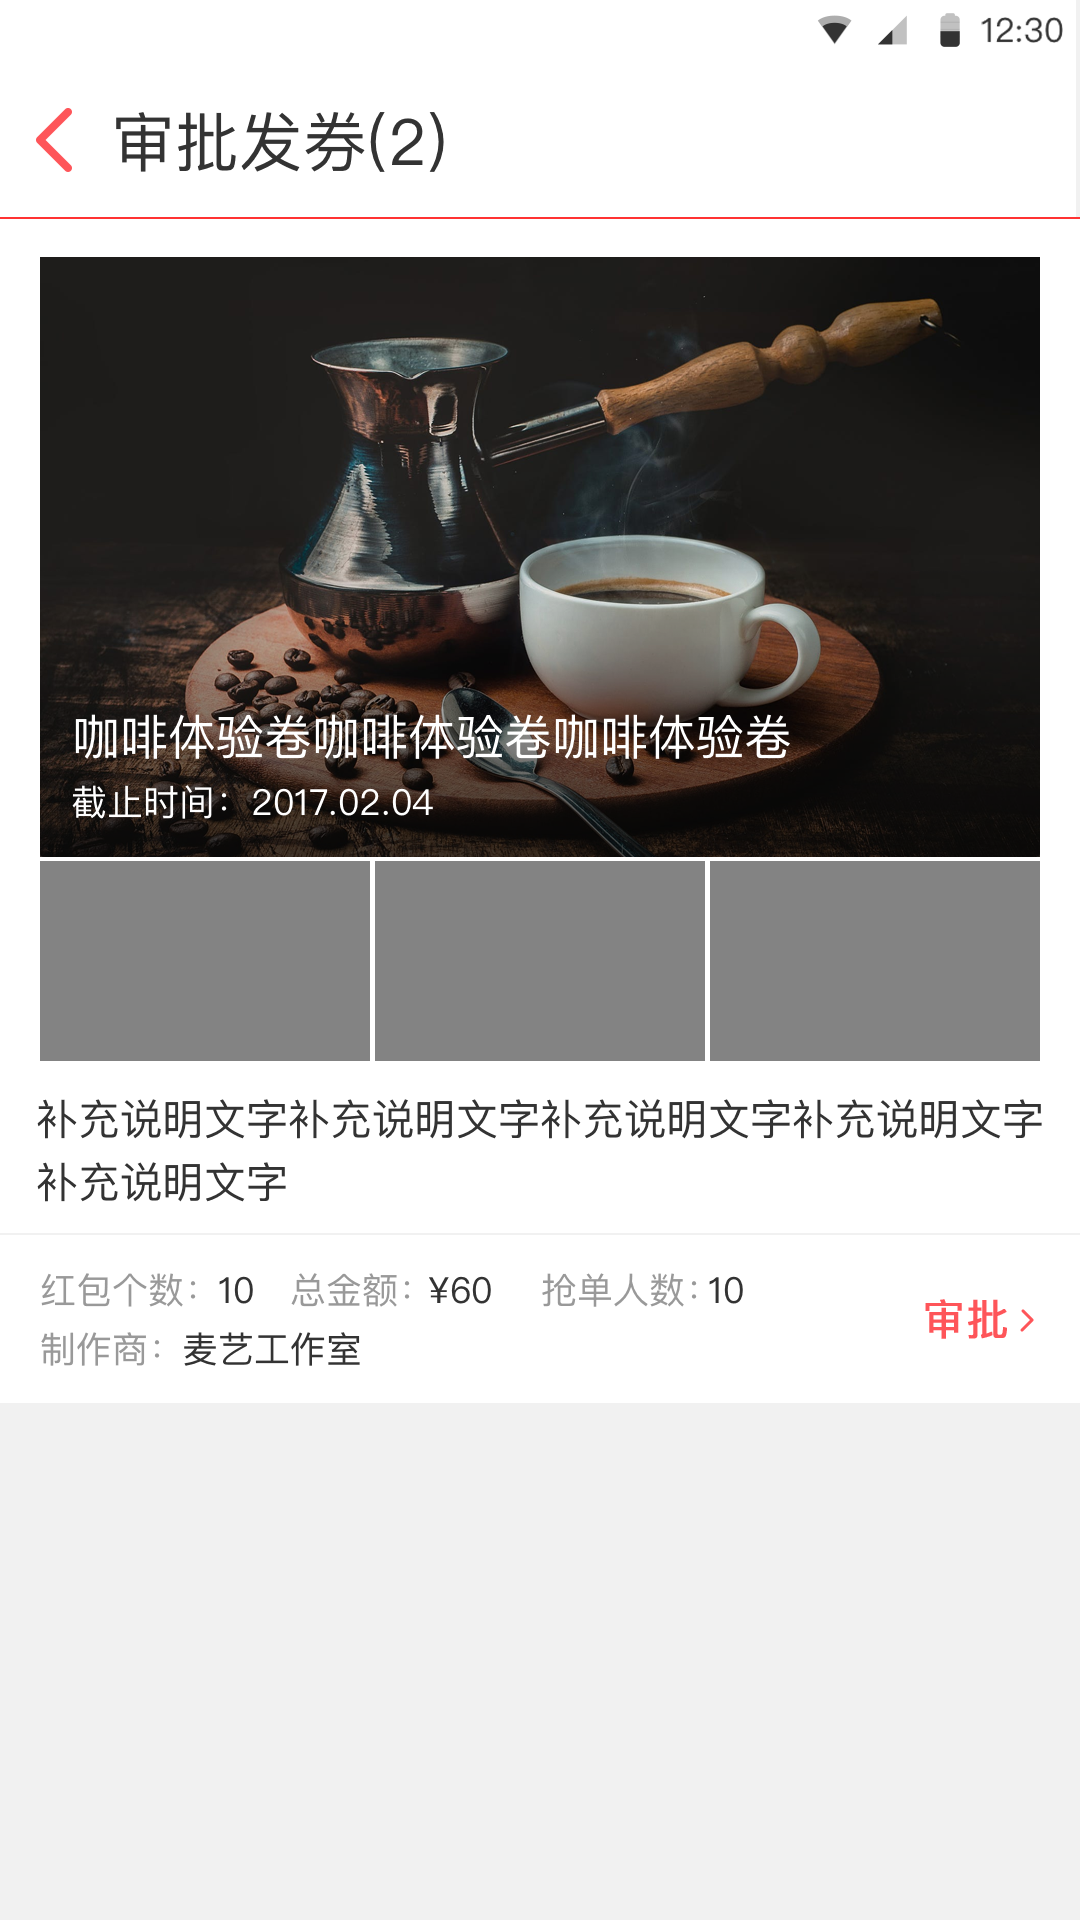 12:30
审批发券(2)
咖啡体验卷咖啡体验卷咖啡体验卷
截止时间：2017.02.04
补充说明文字补充说明文字补充说明文字补充说明文字
补充说明文字
红包个数：10 总金额：¥60 抢单人数：10
制作商：麦艺工作室
审批